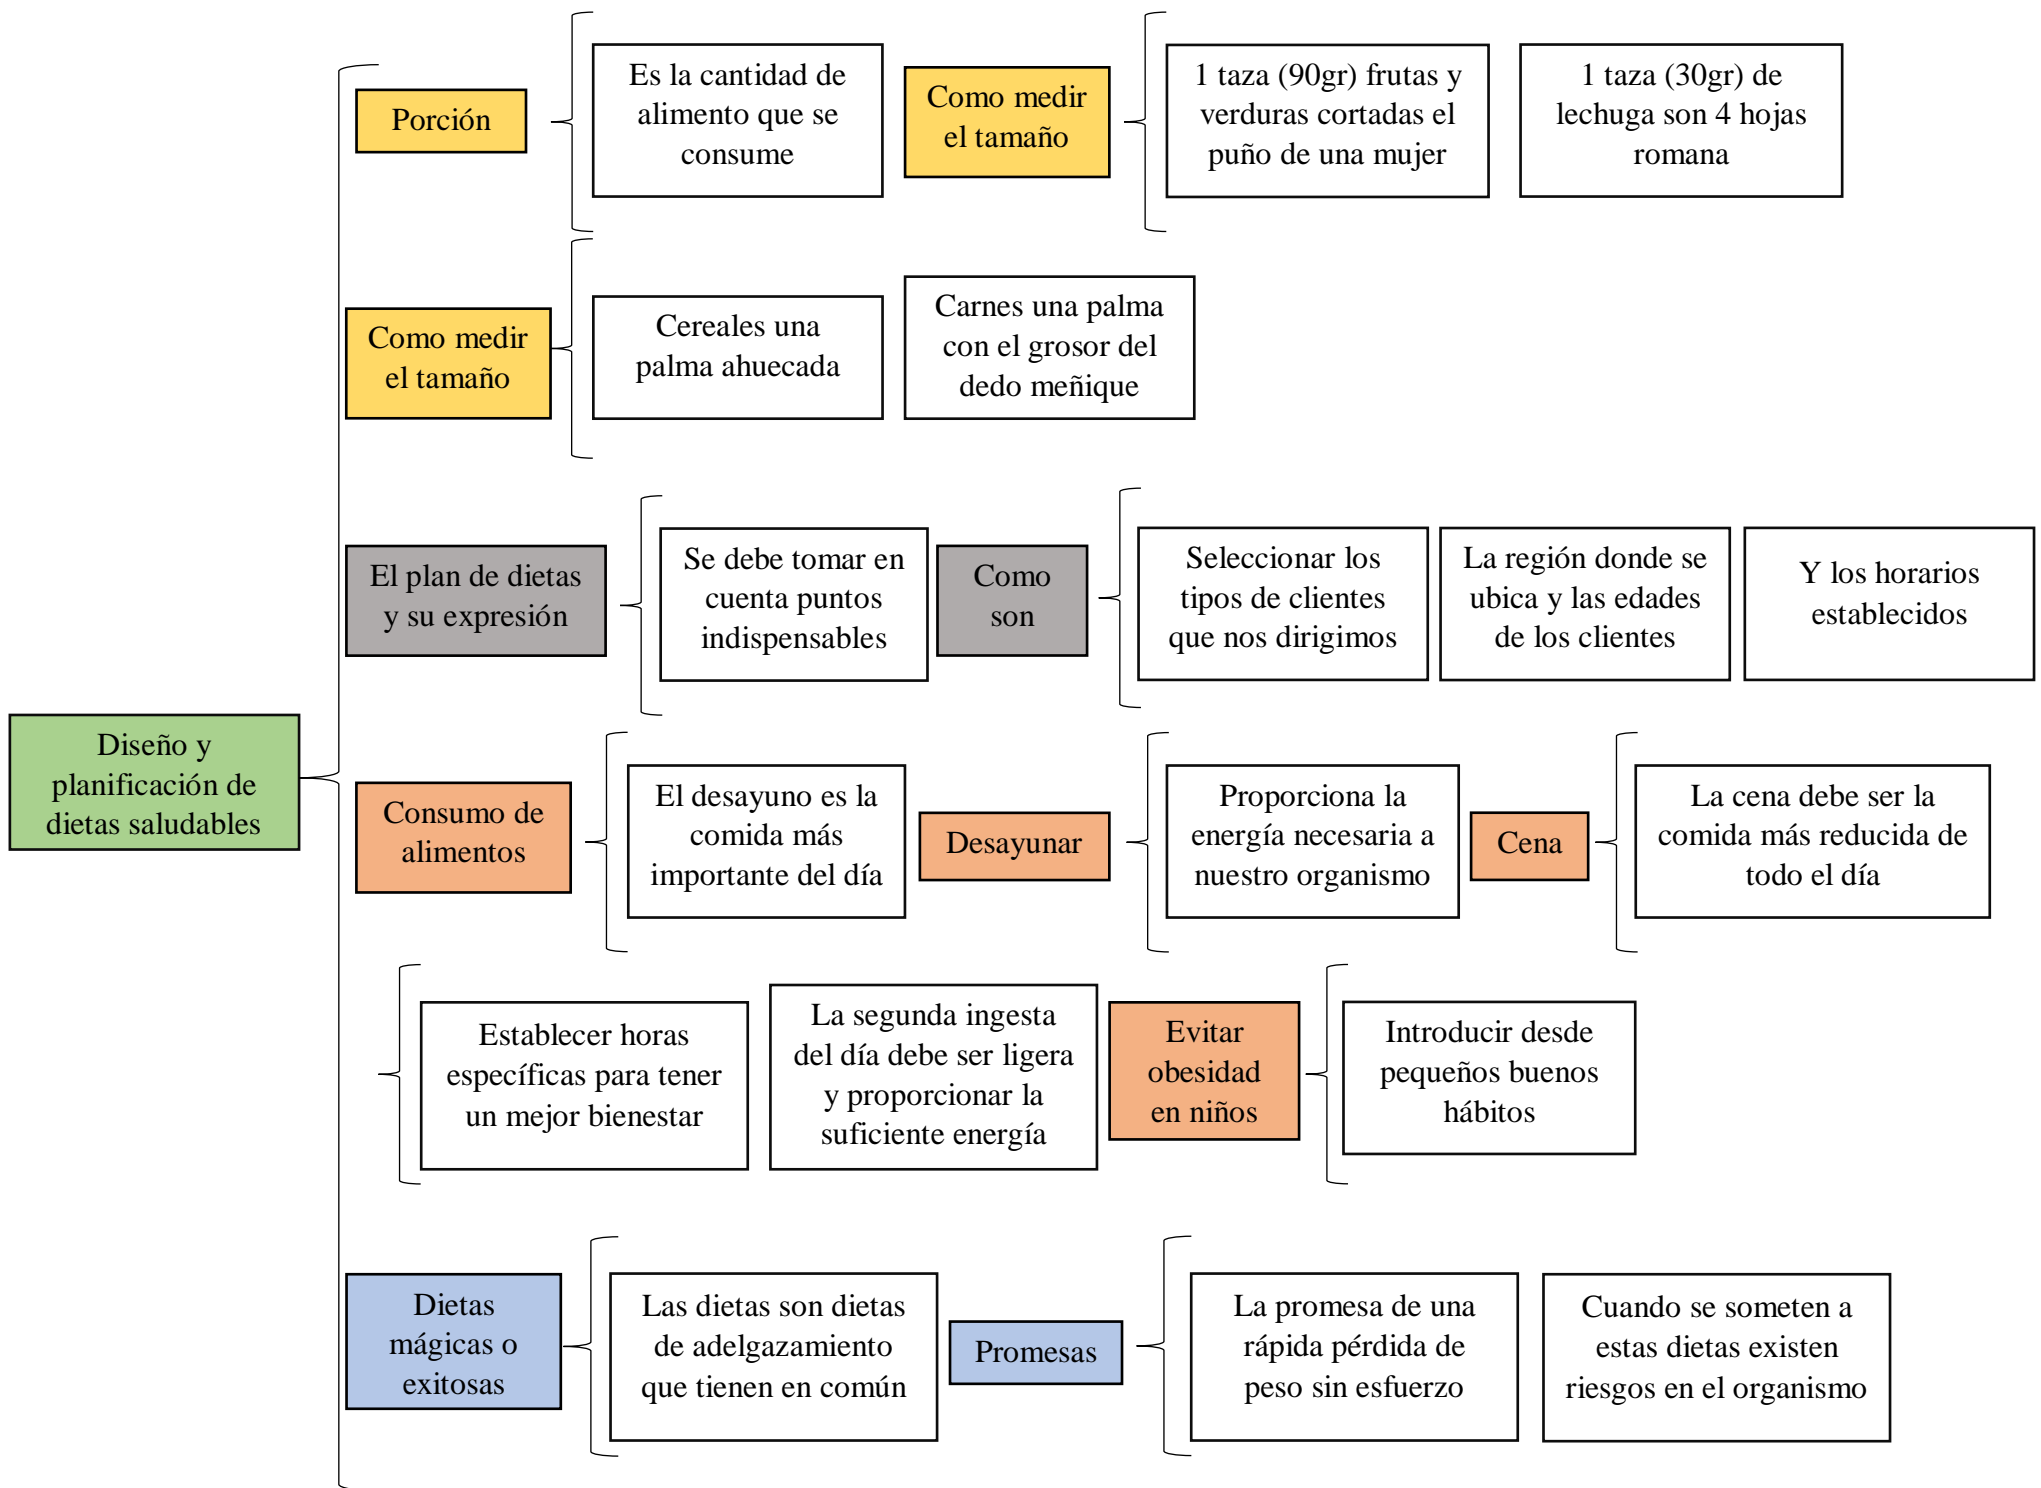 Porción
Es la cantidad de
alimento que se
consume
Como medir
el tamaño
1 taza (90gr) frutas y
verduras cortadas el
puño de una mujer
1 taza (30gr) de
lechuga son 4 hojas
romana
Como medir
el tamaño
Cereales una
palma ahuecada
Carnes una palma
con el grosor del
dedo meñique
El plan de dietas
y su expresión
Se debe tomar en
cuenta puntos
indispensables
Como
son
Seleccionar los
tipos de clientes
que nos dirigimos
La región donde se
ubica y las edades
de los clientes
Y los horarios
establecidos
Diseño y
planificación de
dietas saludables
Consumo de
alimentos
El desayuno es la
comida más
importante del día
Desayunar
Proporciona la
energía necesaria a
nuestro organismo
Cena
La cena debe ser la
comida más reducida de
todo el día
Establecer horas
específicas para tener
un mejor bienestar
La segunda ingesta
del día debe ser ligera
y proporcionar la
suficiente energía
Evitar
obesidad
en niños
Introducir desde
pequeños buenos
hábitos
Dietas
mágicas o
exitosas
Las dietas son dietas
de adelgazamiento
que tienen en común
Promesas
La promesa de una
rápida pérdida de
peso sin esfuerzo
Cuando se someten a
estas dietas existen
riesgos en el organismo